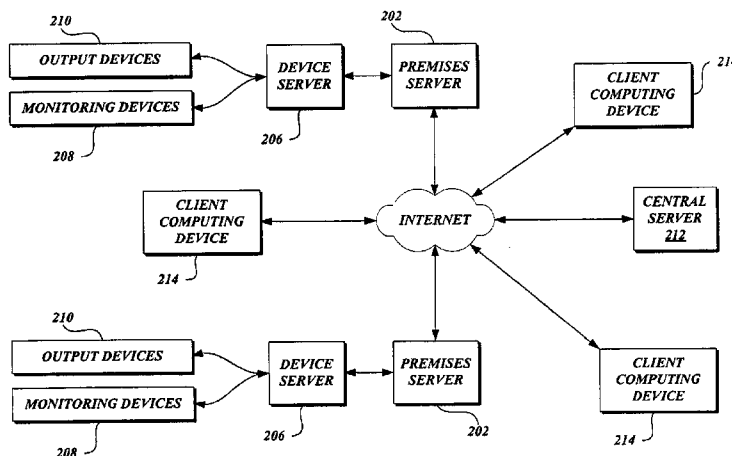 210
OUTPUT DEVICES
MONITORING DEVICES
208
DEVICE
SERVER
206
202
PREMISES
SERVER
CLIENT
COMPUTING
DEVICE
INTERNET
CENTRAL
SERVER
212
CLIENT
COMPUTING
DEVICE
214
210
OUTPUT DEVICES
MONITORING DEVICES
208
DEVICE
SERVER
206
PREMISES
SERVER
202
CLIENT
COMPUTING
DEVICE
214